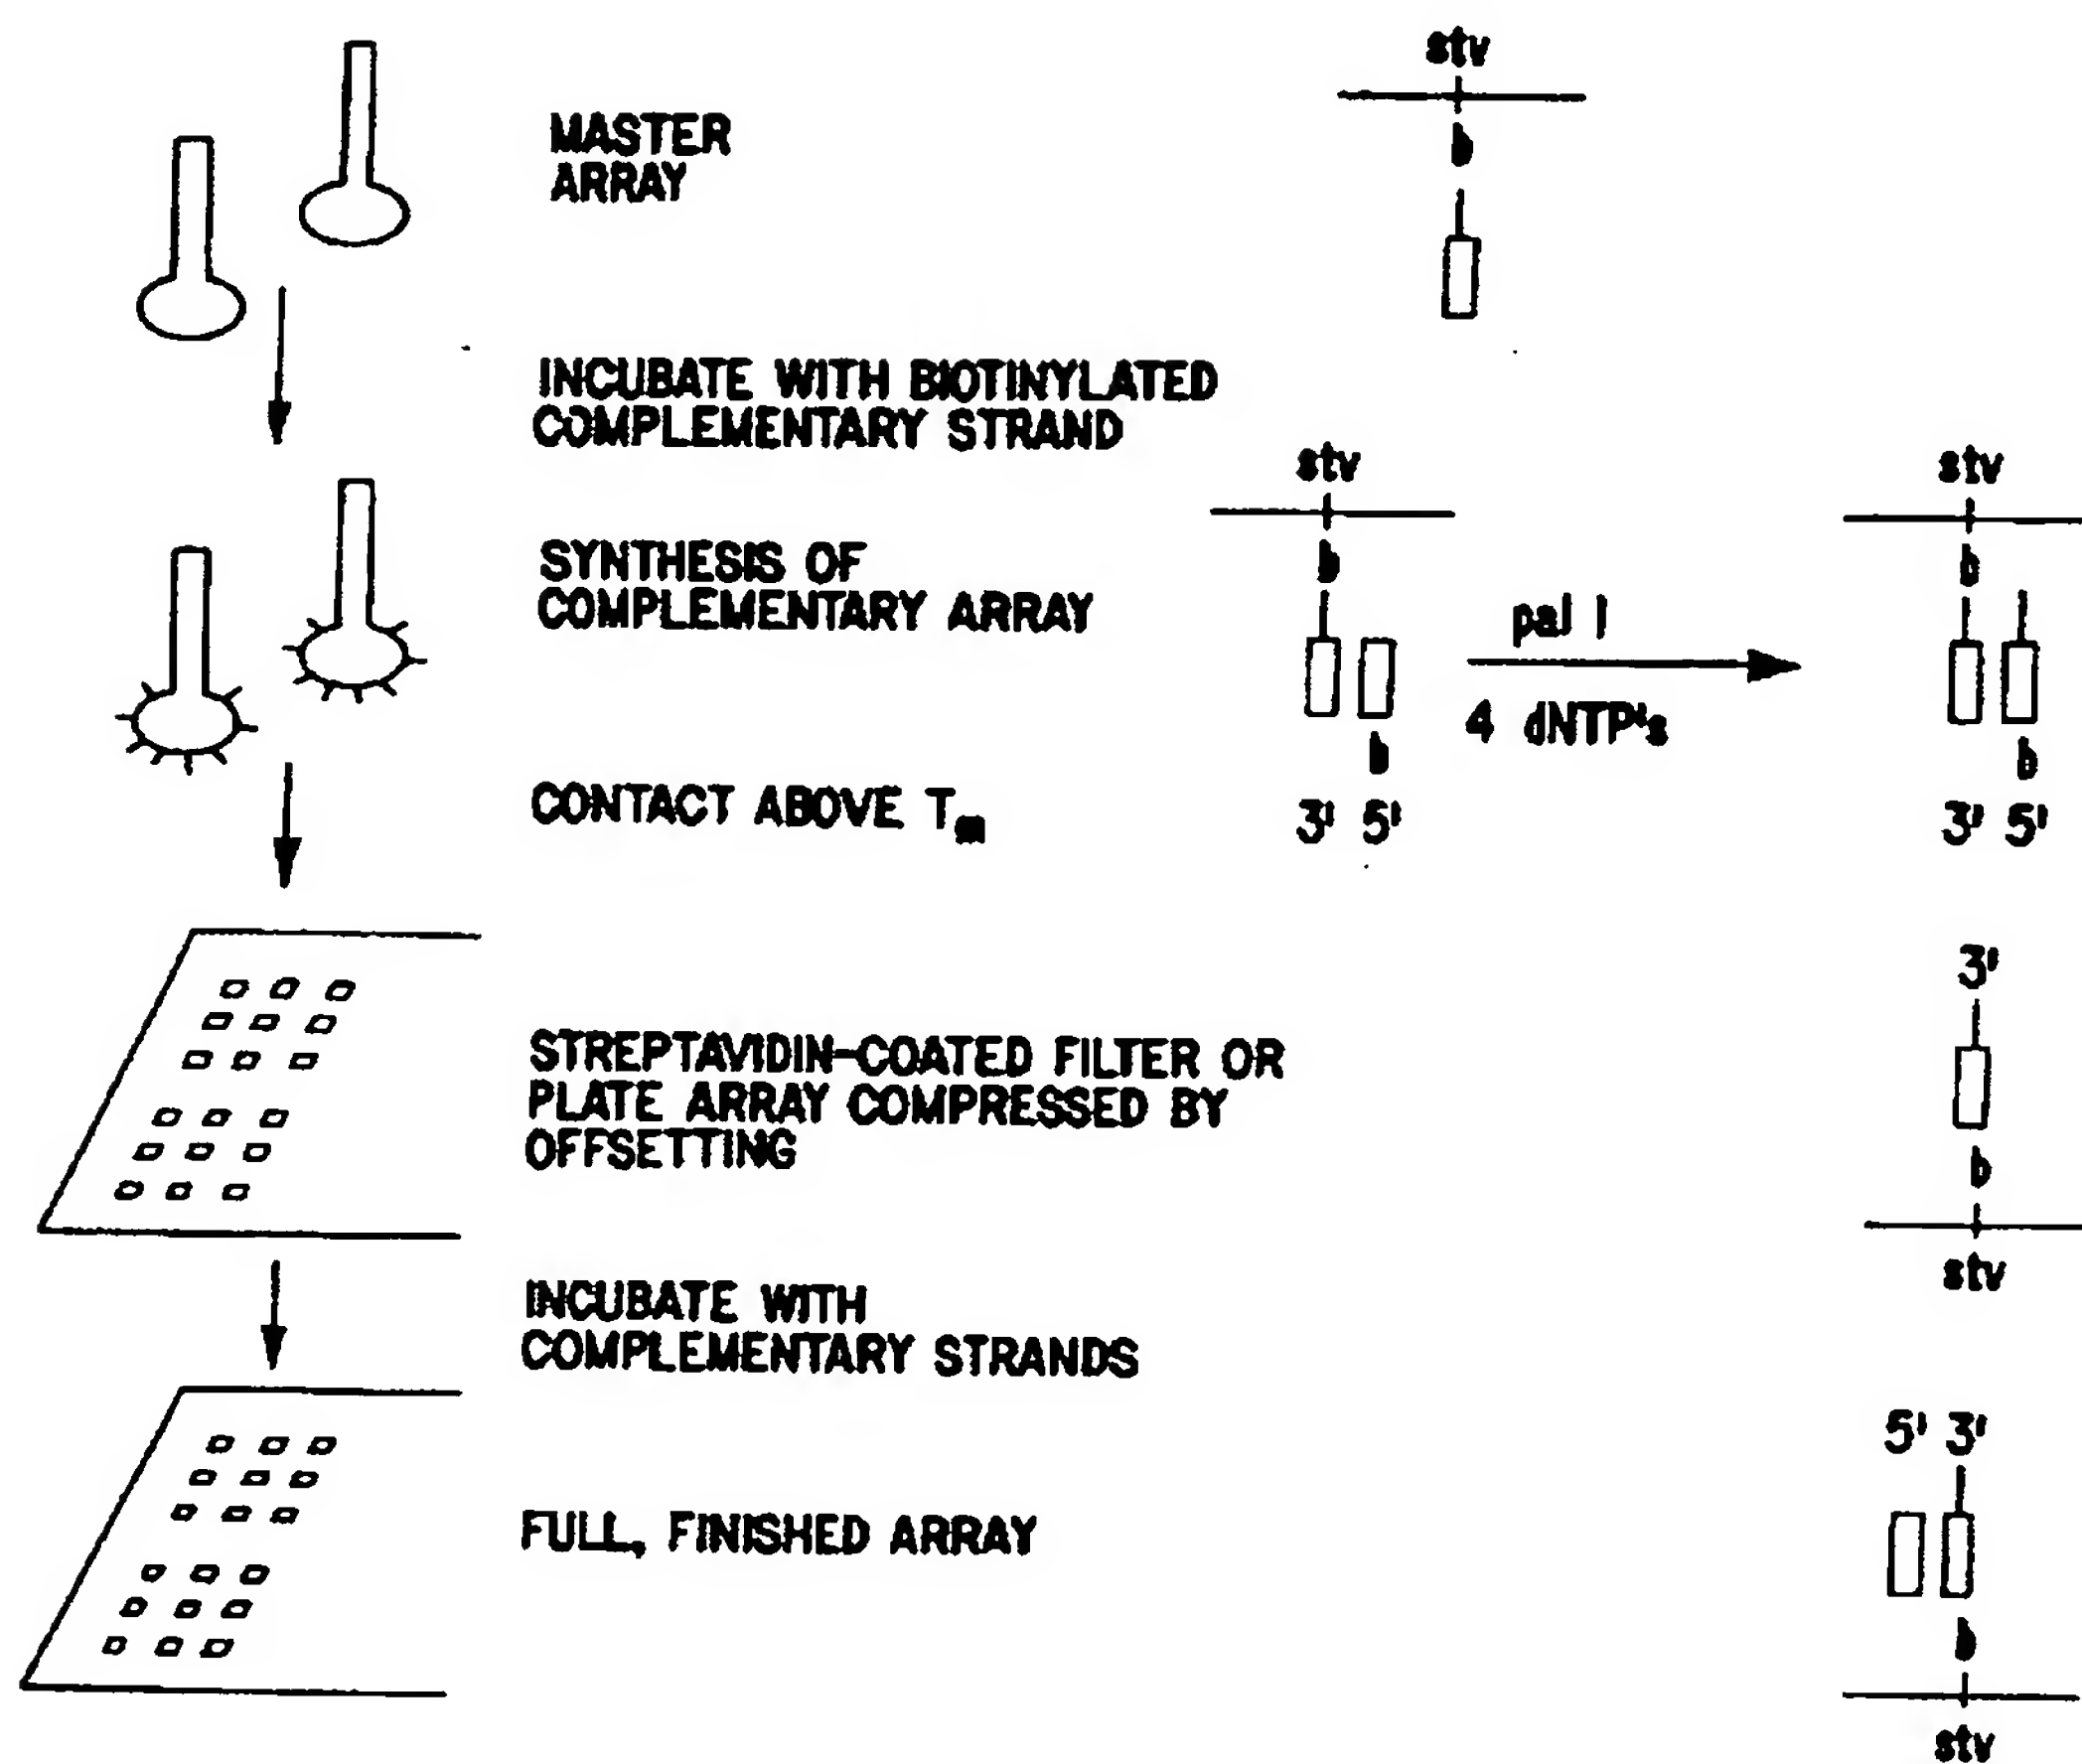 stv
MASTER
ARRAY
b
INCUBATE WITH BIOTINYLATED
COMPLEMENTARY STRAND
stv
stv
SYNTHESIS OF
COMPLEMENTARY ARRAY
b
b
pal I
4 dNTP's
b
b
CONTACT ABOVE Tm
3' 5'
3' 5'
3'
STREPTAVIDIN-COATED FILTER OR
PLATE ARRAY COMPRESSED BY
OFFSETTING
b
stv
INCUBATE WITH
COMPLEMENTARY STRANDS
5' 3'
FULL, FINISHED ARRAY
b
stv